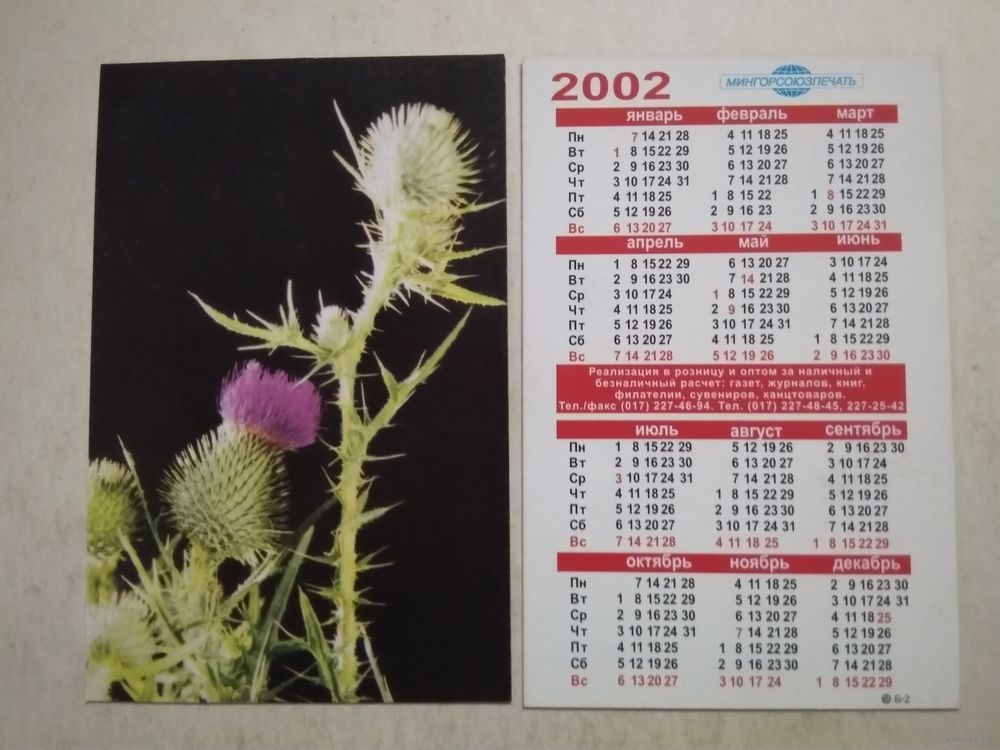 2002 МИНГОРСОЮЗПЕЧАТЬ
январь февраль март
Пн 7 14 21 28 4 11 18 25 4 11 18 25
Вт 1 8 15 22 29 5 12 19 26 5 12 19 26
Ср 2 9 16 23 30 6 13 20 27 6 13 20 27
Чт 3 10 17 24 31 7 14 21 28 7 14 21 28
Пт 4 11 18 25 1 8 15 22 1 8 15 22 29
Сб 5 12 19 26 2 9 16 23 2 9 16 23 30
Вс 6 13 20 27 3 10 17 24 3 10 17 24 31
апрель май июнь
Пн 1 8 15 22 29 6 13 20 27 3 10 17 24
Вт 2 9 16 23 30 7 14 21 28 4 11 18 25
Ср 3 10 17 24 1 8 15 22 29 5 12 19 26
Чт 4 11 18 25 2 9 16 23 30 6 13 20 27
Пт 5 12 19 26 3 10 17 24 31 7 14 21 28
Сб 6 13 20 27 4 11 18 25 1 8 15 22 29
Вс 7 14 21 28 5 12 19 26 2 9 16 23 30
Реализация в розницу и оптом за наличный и
безналичный расчет: газет, журналов, книг,
филателии, сувениров, канцтоваров.
Тел./факс (017) 227-46-94. Тел. (017) 227-48-45, 227-25-42
июль август сентябрь
Пн 1 8 15 22 29 5 12 19 26 2 9 16 23 30
Вт 2 9 16 23 30 6 13 20 27 3 10 17 24
Ср 3 10 17 24 31 7 14 21 28 4 11 18 25
Чт 4 11 18 25 1 8 15 22 29 5 12 19 26
Пт 5 12 19 26 2 9 16 23 30 6 13 20 27
Сб 6 13 20 27 3 10 17 24 31 7 14 21 28
Вс 7 14 21 28 4 11 18 25 1 8 15 22 29
октябрь ноябрь декабрь
Пн 7 14 21 28 4 11 18 25 2 9 16 23 30
Вт 1 8 15 22 29 5 12 19 26 3 10 17 24 31
Ср 2 9 16 23 30 6 13 20 27 4 11 18 25
Чт 3 10 17 24 31 7 14 21 28 5 12 19 26
Пт 4 11 18 25 1 8 15 22 29 6 13 20 27
Сб 5 12 19 26 2 9 16 23 30 7 14 21 28
Вс 6 13 20 27 3 10 17 24 1 8 15 22 29
© Б-2